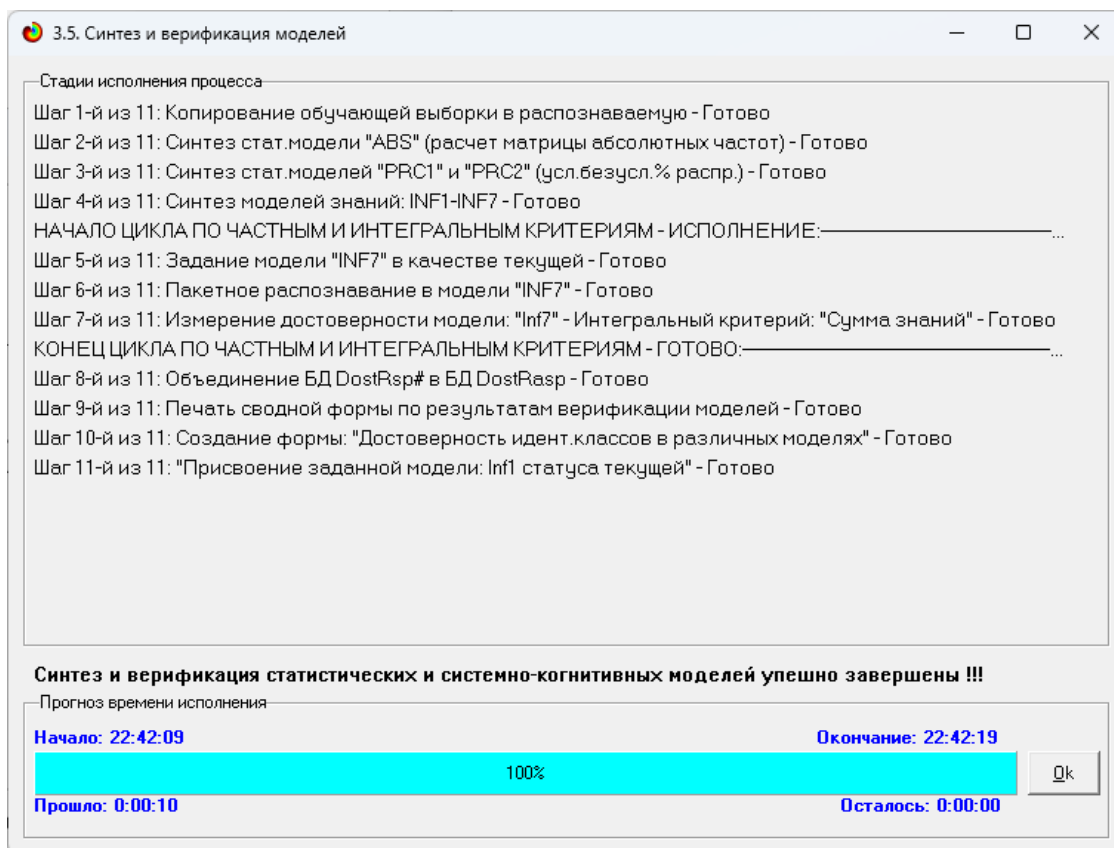 3.5. Синтез и верификация моделей
Стадии исполнения процесса
Шаг 1-й из 11: Копирование обучающей выборки в распознаваемую - Готово
Шаг 2-й из 11: Синтез стат.модели "ABS" (расчет матрицы абсолютных частот) - Готово
Шаг 3-й из 11: Синтез стат.моделей "PRC1" и "PRC2" (усл.безусл.% распр.) - Готово
Шаг 4-й из 11: Синтез моделей знаний: INF1-INF7 - Готово
НАЧАЛО ЦИКЛА ПО ЧАСТНЫМ И ИНТЕГРАЛЬНЫМ КРИТЕРИЯМ - ИСПОЛНЕНИЕ:────────────...
Шаг 5-й из 11: Задание модели "INF7" в качестве текущей - Готово
Шаг 6-й из 11: Пакетное распознавание в модели "INF7" - Готово
Шаг 7-й из 11: Измерение достоверности модели: "Inf7" - Интегральный критерий: "Сумма знаний" - Готово
КОНЕЦ ЦИКЛА ПО ЧАСТНЫМ И ИНТЕГРАЛЬНЫМ КРИТЕРИЯМ - ГОТОВО:────────────...
Шаг 8-й из 11: Объединение БД DostRsp# в БД DostRasp - Готово
Шаг 9-й из 11: Печать сводной формы по результатам верификации моделей - Готово
Шаг 10-й из 11: Создание формы: "Достоверность идент.классов в различных моделях" - Готово
Шаг 11-й из 11: "Присвоение заданной модели: Inf1 статуса текущей" - Готово
Синтез и верификация статистических и системно-когнитивных моделей упешно завершены !!!
Прогноз времени исполнения
Начало: 22:42:09 Окончание: 22:42:19
100% Ok
Прошло: 0:00:10 Осталось: 0:00:00